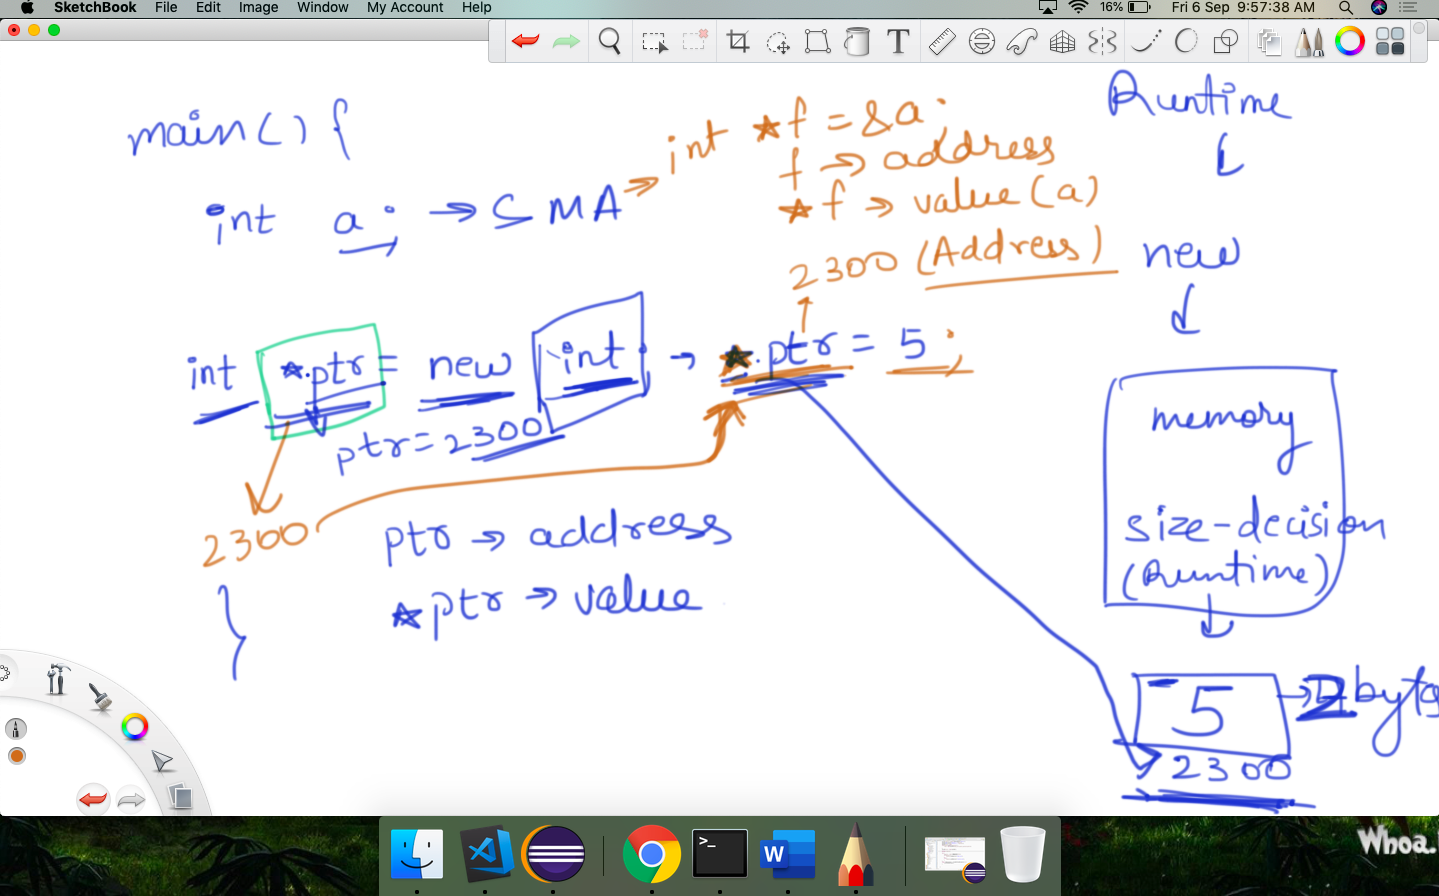 SketchBook File Edit Image Window My Account Help 16% Fri 6 Sep 9:57:38 AM
T
main() {
int a; → SMA → int *f = &a;
f → address
*f → value(a)
2300 (Address)
int *ptr = new int; → *ptr = 5;
ptr = 2300
2300
ptr → address
*ptr → value
}
Runtime
↓
new
↓
memory
size-decision
(Runtime)
↓
5 → 2 bytes
2300
Whoa.
>_
W